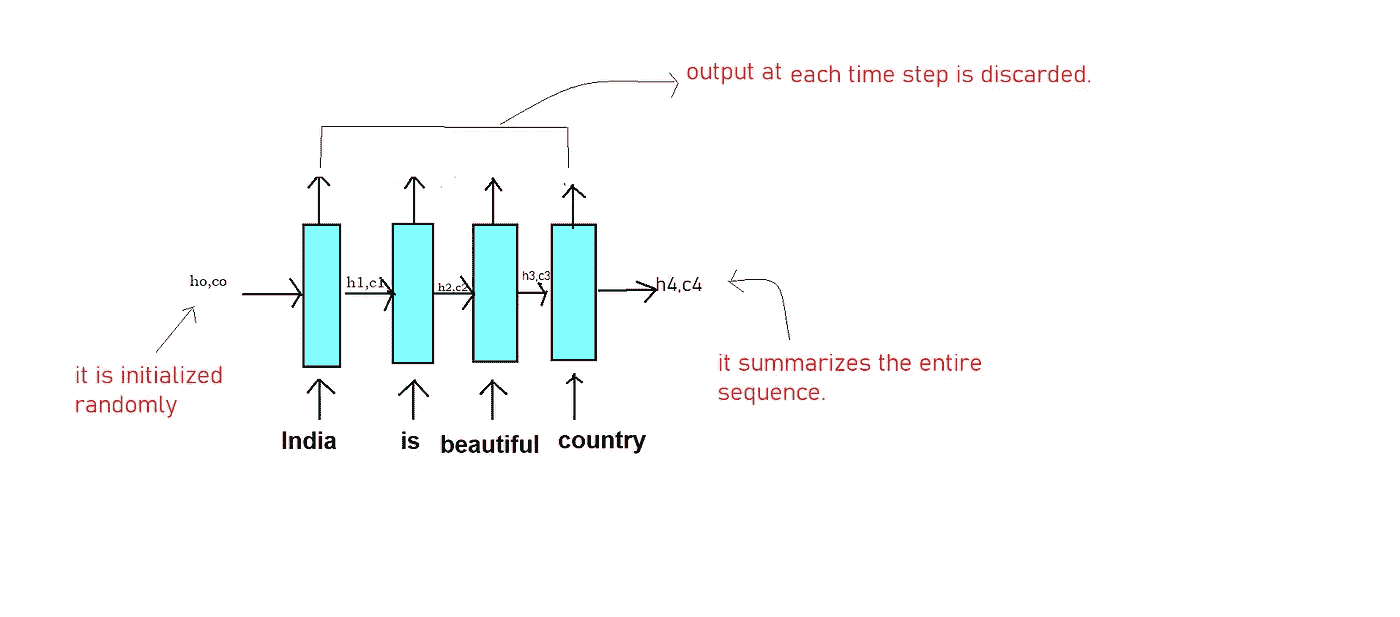 output at each time step is discarded.
ho,co
h1,c1
h2,c2
h3,c3
h4,c4
it is initialized
randomly
it summarizes the entire
sequence.
India is beautiful country